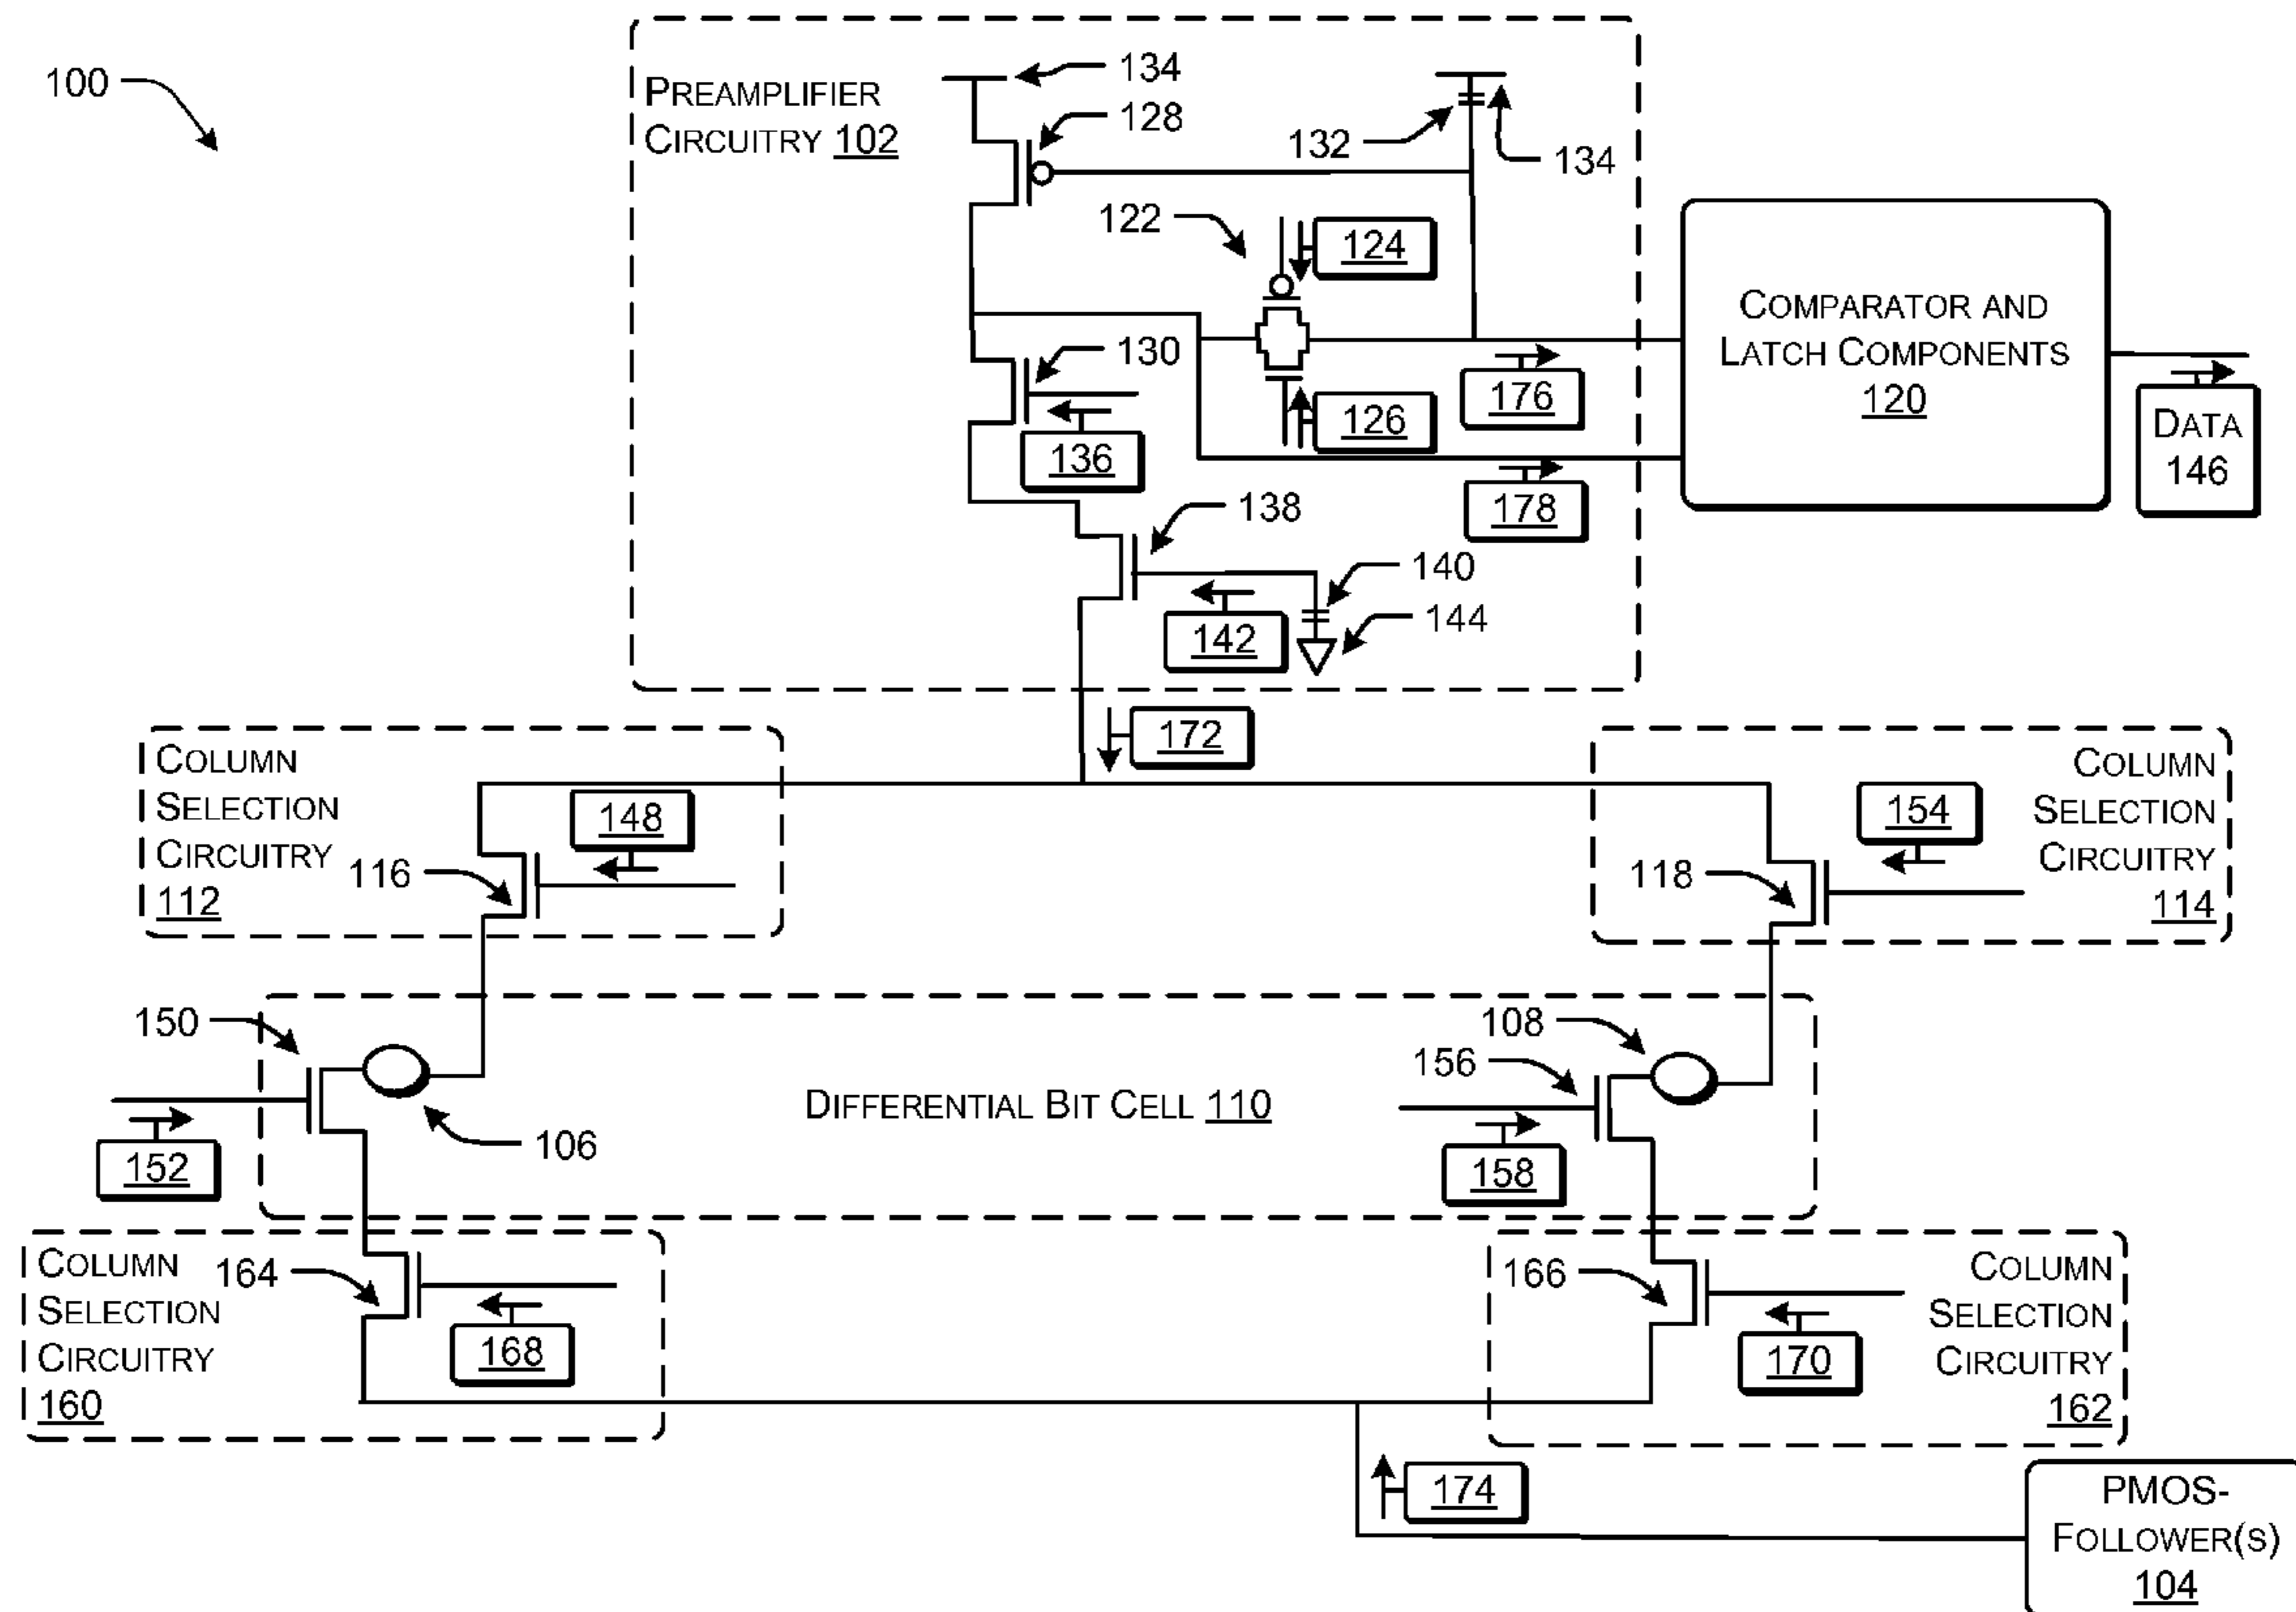 100
PREAMPLIFIER
CIRCUITRY 102
134
128
132
134
122
124
130
126
136
176
178
COMPARATOR AND
LATCH COMPONENTS
120
DATA
146
138
140
142
144
172
COLUMN
SELECTION
CIRCUITRY
112
148
116
COLUMN
SELECTION
CIRCUITRY
114
154
118
150
152
106
DIFFERENTIAL BIT CELL 110
108
156
158
COLUMN
SELECTION
CIRCUITRY
160
164
168
166
170
COLUMN
SELECTION
CIRCUITRY
162
174
PMOS-
FOLLOWER(S)
104